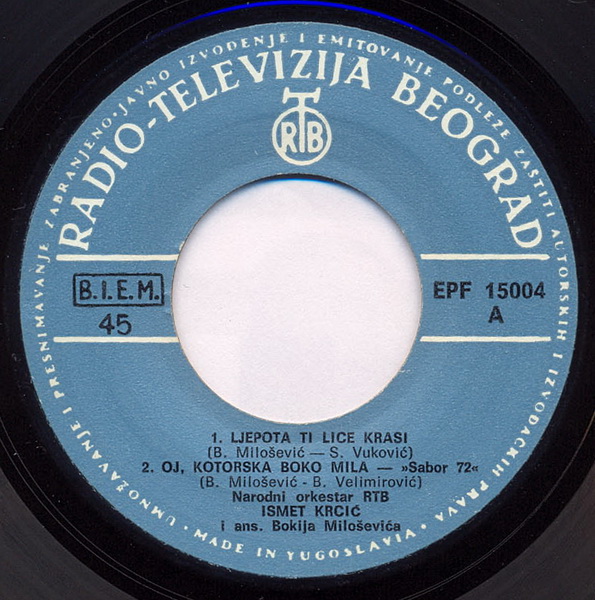 UMNOŽAVANJE I PRESNIMAVANJE ZABRANJENO·JAVNO IZVOĐENJE I EMITOVANJE PODLEŽE ZAŠTITI AUTORSKIH I IZVOĐAČKIH PRAVA ·
RADIO-TELEVIZIJA BEOGRAD
RTB
B.I.E.M.
45
EPF 15004
A
1. LJEPOTA TI LICE KRASI
(B. Milošević — S. Vuković)
2. OJ, KOTORSKA BOKO MILA — »Sabor 72«
(B. Milošević - B. Velimirović)
Narodni orkestar RTB
ISMET KRCIĆ
i ans. Bokija Miloševića
· MADE IN YUGOSLAVIA ·